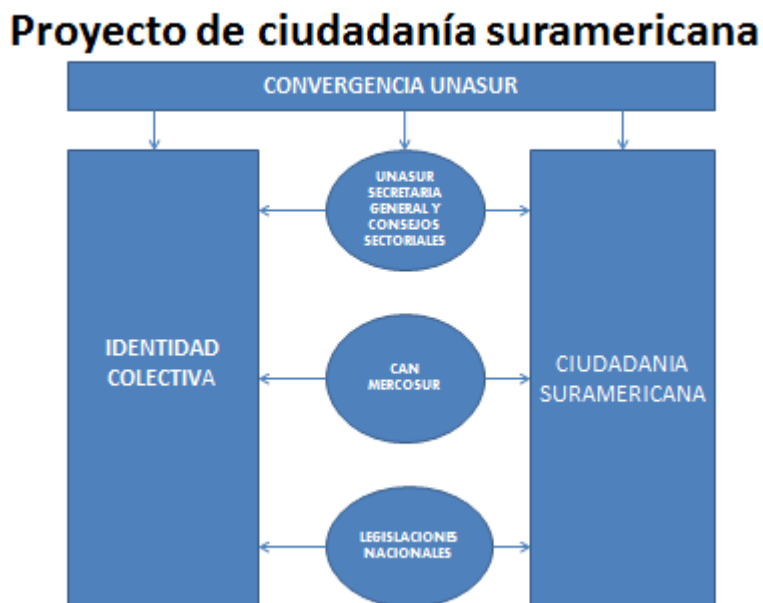 Proyecto de ciudadanía suramericana
CONVERGENCIA UNASUR
UNASUR
SECRETARIA
GENERAL Y
CONSEJOS
SECTORIALES
IDENTIDAD
COLECTIVA
CAN
MERCOSUR
CIUDADANIA
SURAMERICANA
LEGISLACIONES
NACIONALES